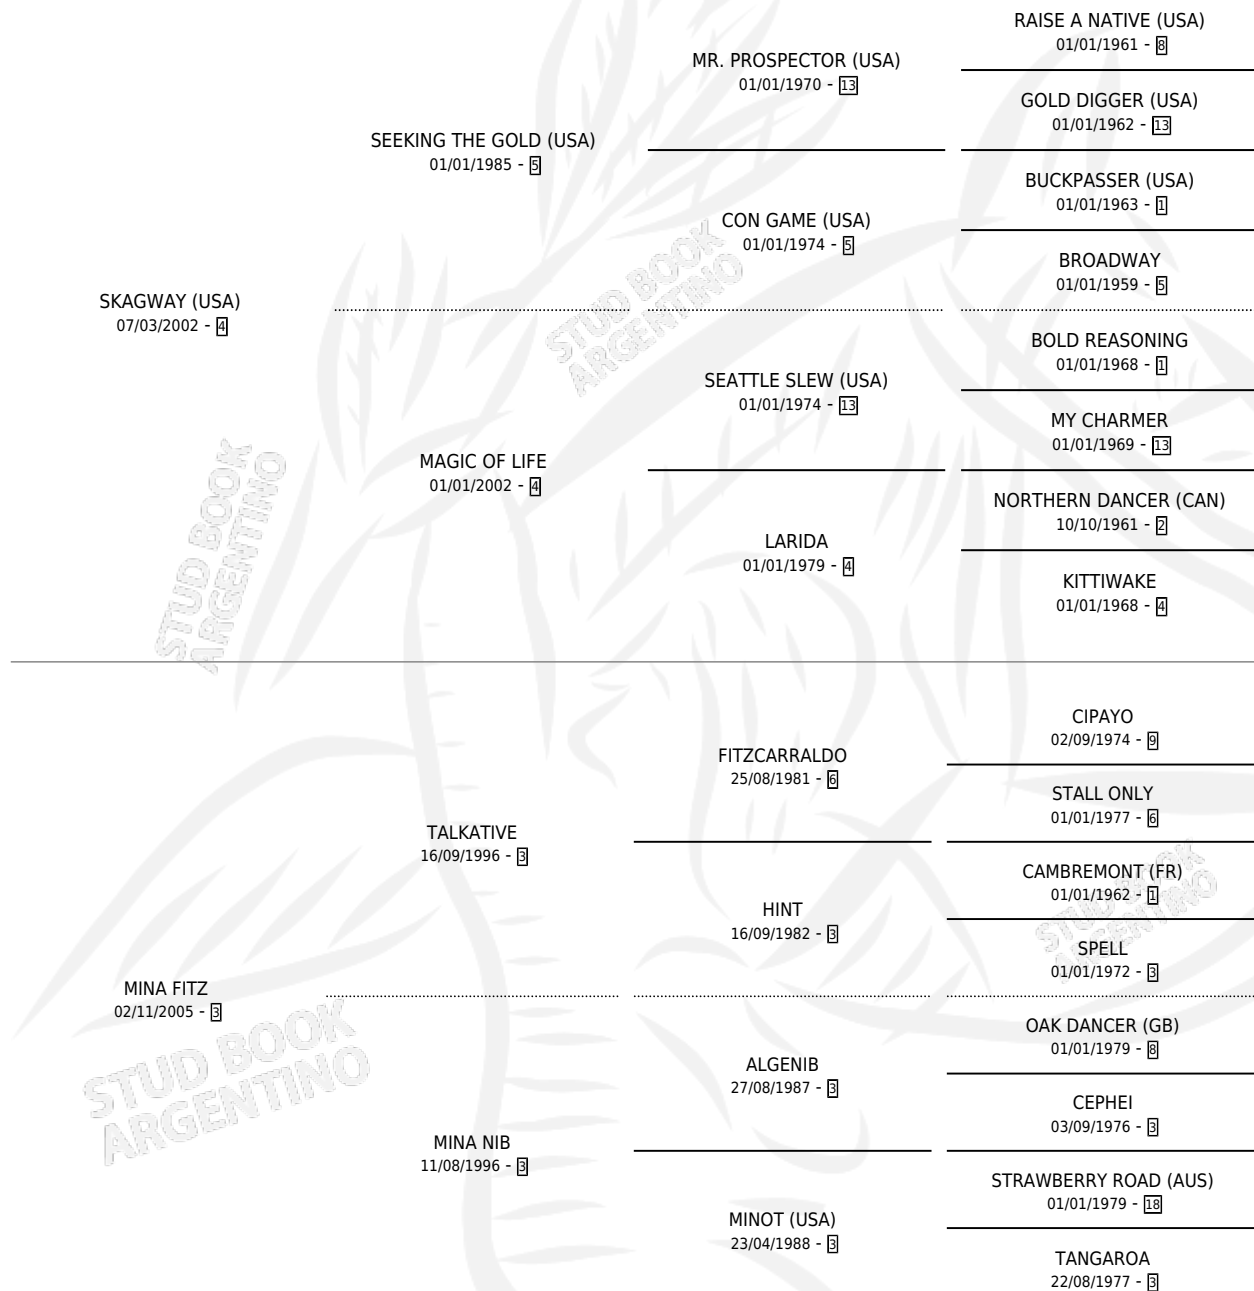 RAISE A NATIVE (USA)
01/01/1961 - 8
MR. PROSPECTOR (USA)
01/01/1970 - 13
GOLD DIGGER (USA)
01/01/1962 - 13
SEEKING THE GOLD (USA)
01/01/1985 - 5
BUCKPASSER (USA)
01/01/1963 - 1
CON GAME (USA)
01/01/1974 - 5
BROADWAY
01/01/1959 - 5
SKAGWAY (USA)
07/03/2002 - 4
BOLD REASONING
01/01/1968 - 1
SEATTLE SLEW (USA)
01/01/1974 - 13
MY CHARMER
01/01/1969 - 13
MAGIC OF LIFE
01/01/2002 - 4
NORTHERN DANCER (CAN)
10/10/1961 - 2
LARIDA
01/01/1979 - 4
KITTIWAKE
01/01/1968 - 4
CIPAYO
02/09/1974 - 9
FITZCARRALDO
25/08/1981 - 6
STALL ONLY
01/01/1977 - 6
TALKATIVE
16/09/1996 - 3
CAMBREMONT (FR)
01/01/1962 - 1
HINT
16/09/1982 - 3
SPELL
01/01/1972 - 3
MINA FITZ
02/11/2005 - 3
OAK DANCER (GB)
01/01/1979 - 8
ALGENIB
27/08/1987 - 3
CEPHEI
03/09/1976 - 3
MINA NIB
11/08/1996 - 3
STRAWBERRY ROAD (AUS)
01/01/1979 - 18
MINOT (USA)
23/04/1988 - 3
TANGAROA
22/08/1977 - 3
STUD BOOK
ARGENTINO
STUD BOOK
ARGENTINO
STUD BOOK
ARGENTINO
STUD BOOK
ARGENTINO